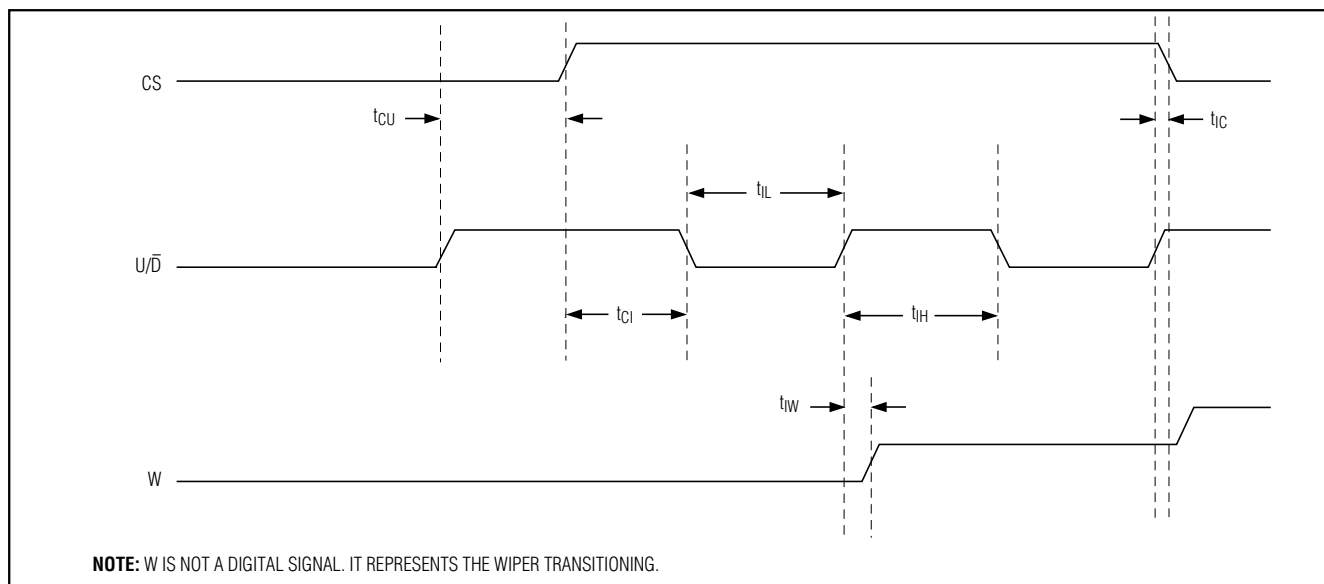 CS
tCU
tIC
tIL
U/D̅
tCI
tIH
tIW
W
NOTE: W IS NOT A DIGITAL SIGNAL. IT REPRESENTS THE WIPER TRANSITIONING.